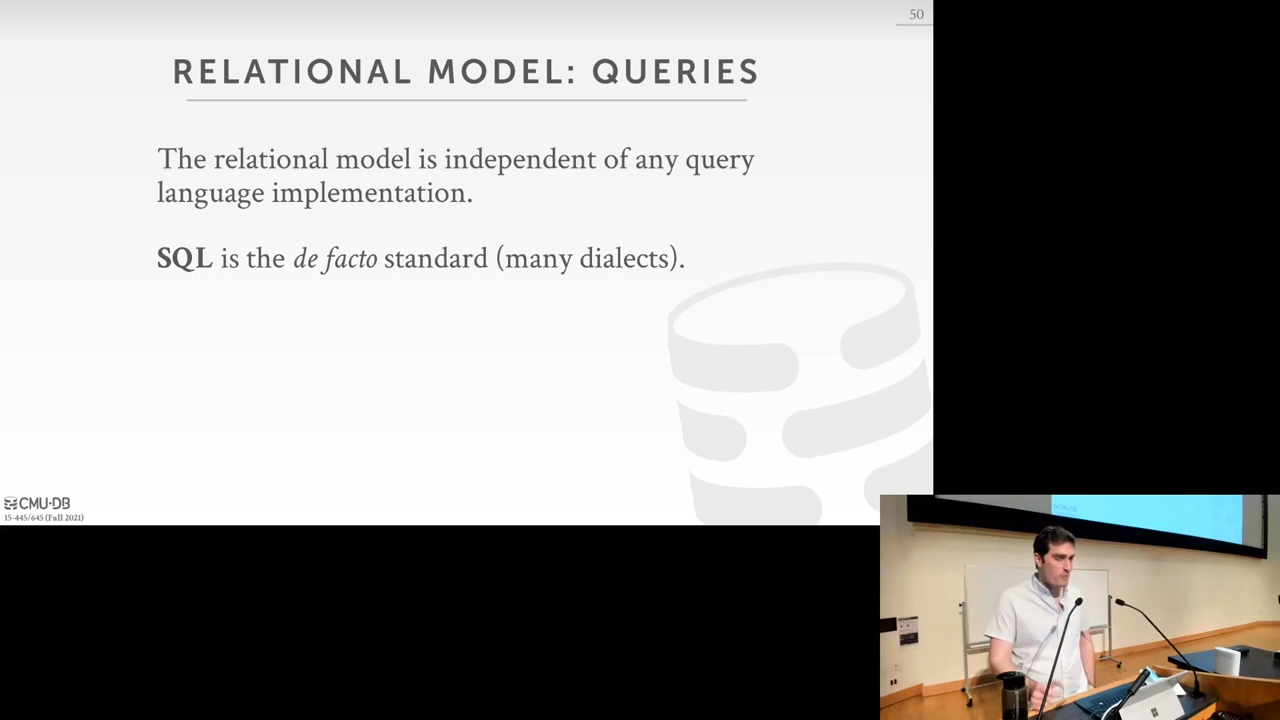 50
RELATIONAL MODEL: QUERIES
The relational model is independent of any query
language implementation.
SQL is the de facto standard (many dialects).
CMU·DB
15-445/645 (Fall 2021)